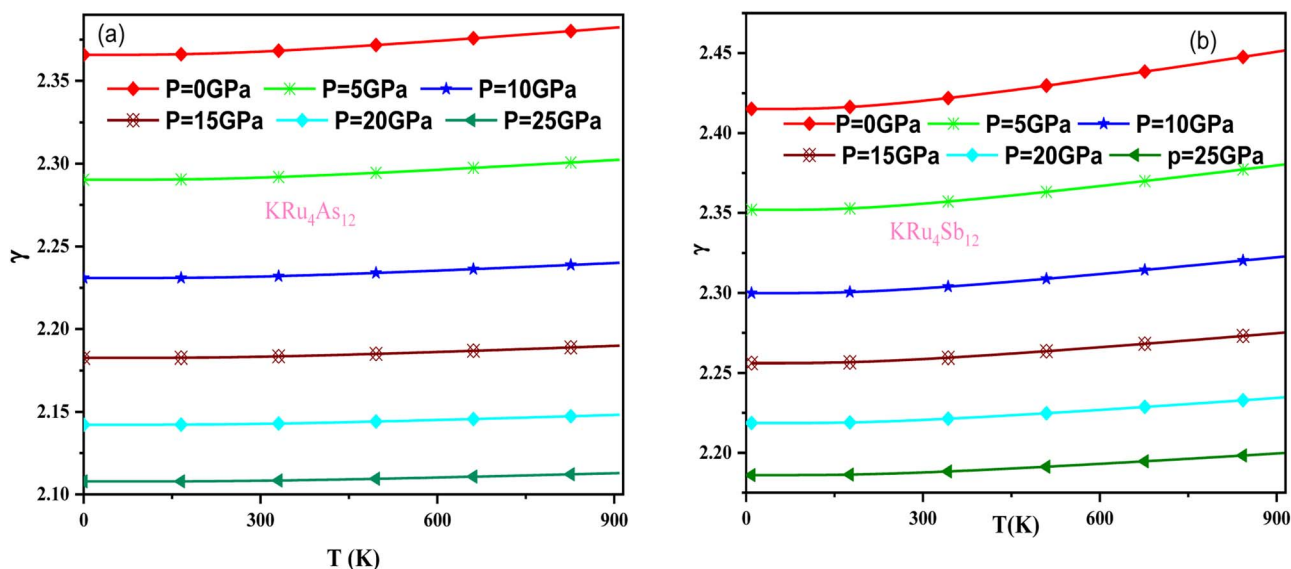 (a)
P=0GPa P=5GPa P=10GPa
P=15GPa P=20GPa P=25GPa
KRu₄As₁₂
γ
2.35
2.30
2.25
2.20
2.15
2.10
0 300 600 900
T (K)
(b)
P=0GPa P=5GPa P=10GPa
P=15GPa P=20GPa p=25GPa
KRu₄Sb₁₂
γ
2.45
2.40
2.35
2.30
2.25
2.20
0 300 600 900
T(K)